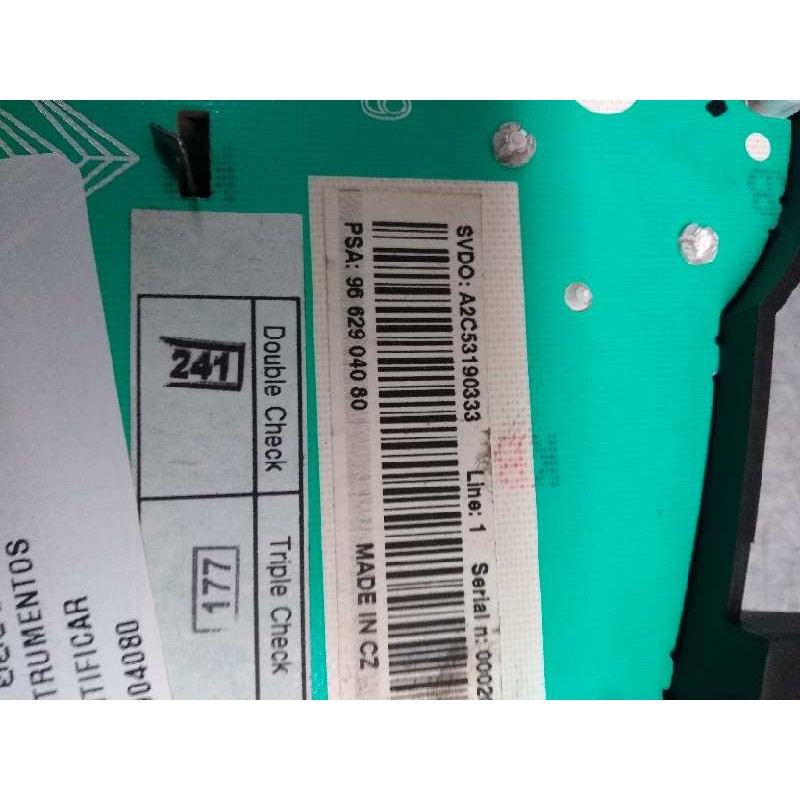 SVDO: A2C53190333 Line: 1 Serial n: 0002
PSA: 96 629 040 80 MADE IN CZ
Double Check Triple Check
241 177
TRUMENTOS
TIFICAR
04080